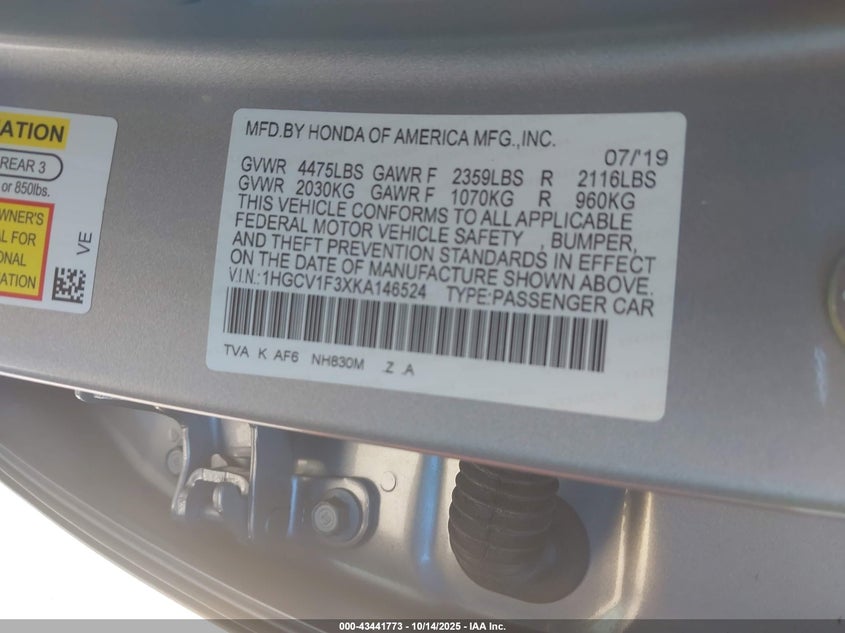 ATION
REAR 3
or 850lbs.
WNER'S
AL FOR
ONAL
ATION
VE
MFD.BY HONDA OF AMERICA MFG.,INC.
07/'19
GVWR 4475LBS GAWR F 2359LBS R 2116LBS
GVWR 2030KG GAWR F 1070KG R 960KG
THIS VEHICLE CONFORMS TO ALL APPLICABLE
FEDERAL MOTOR VEHICLE SAFETY , BUMPER,
AND THEFT PREVENTION STANDARDS IN EFFECT
ON THE DATE OF MANUFACTURE SHOWN ABOVE.
V.I.N.:1HGCV1F3XKA146524 TYPE:PASSENGER CAR
TVA K AF6 NH830M Z A
000-43441773 - 10/14/2025 - IAA Inc.